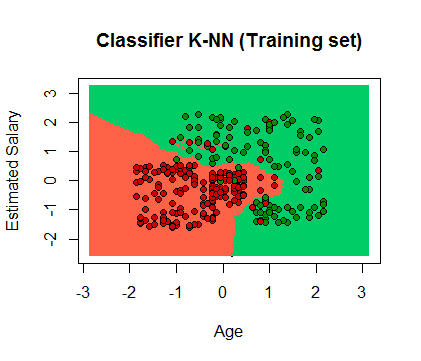 Classifier K-NN (Training set)
Estimated Salary
3
2
1
0
-1
-2
-3 -2 -1 0 1 2 3
Age